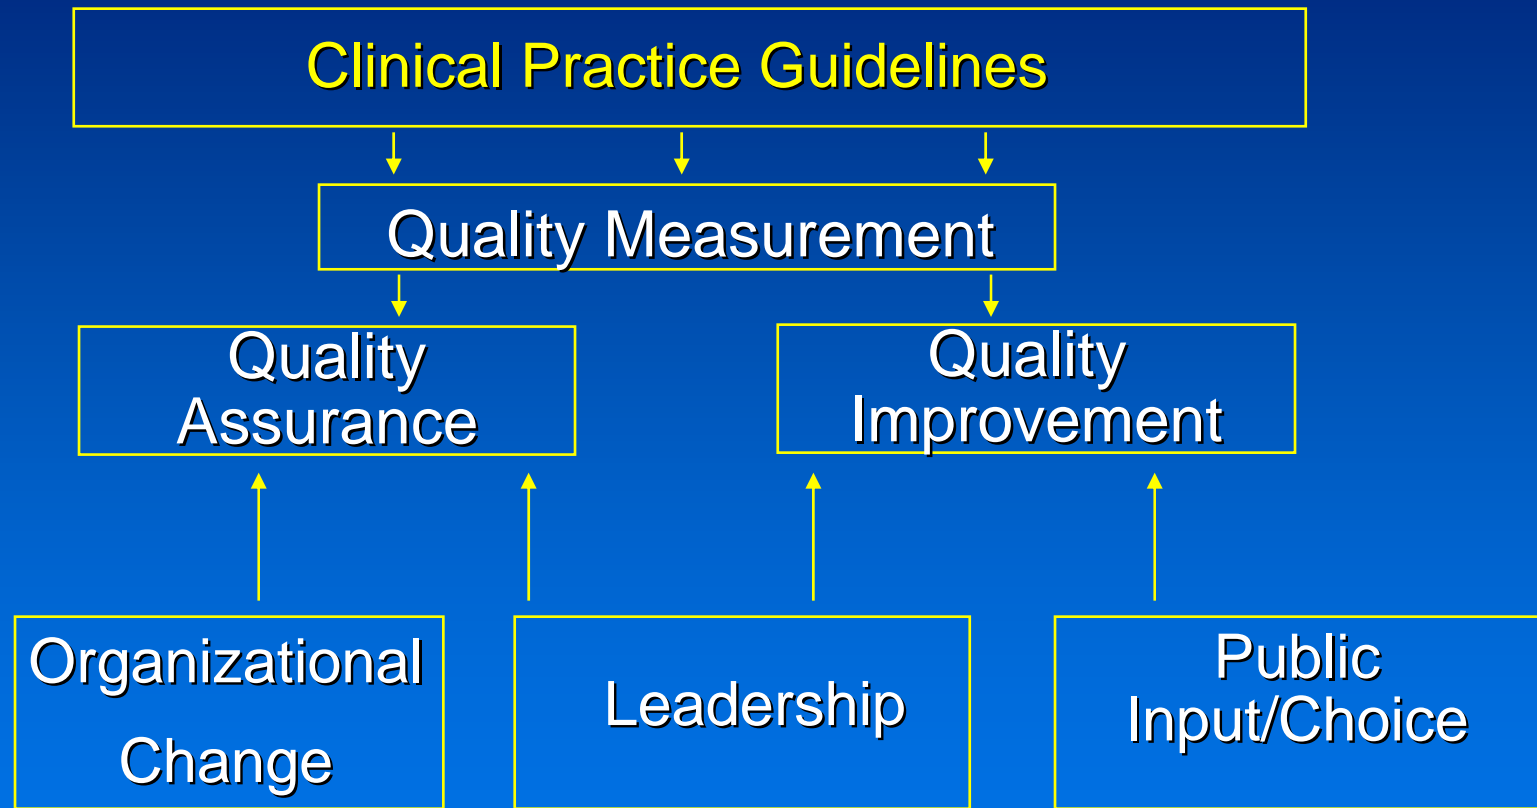 Clinical Practice Guidelines
Quality Measurement
Quality
Assurance
Quality
Improvement
Organizational
Change
Leadership
Public
Input/Choice